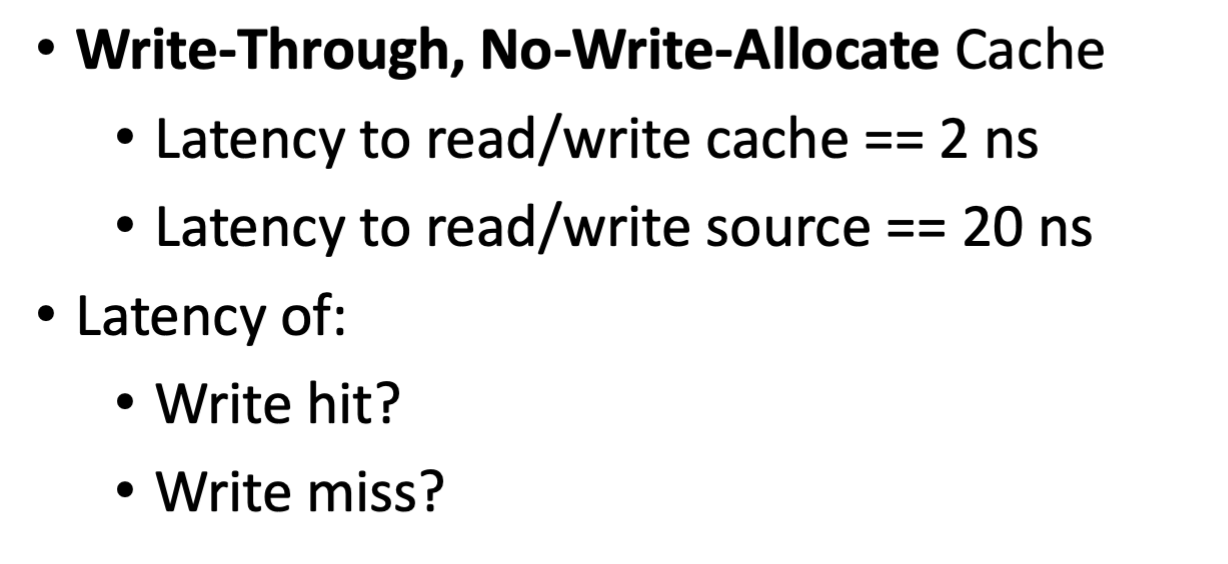 • Write-Through, No-Write-Allocate Cache
• Latency to read/write cache == 2 ns
• Latency to read/write source == 20 ns
• Latency of:
• Write hit?
• Write miss?